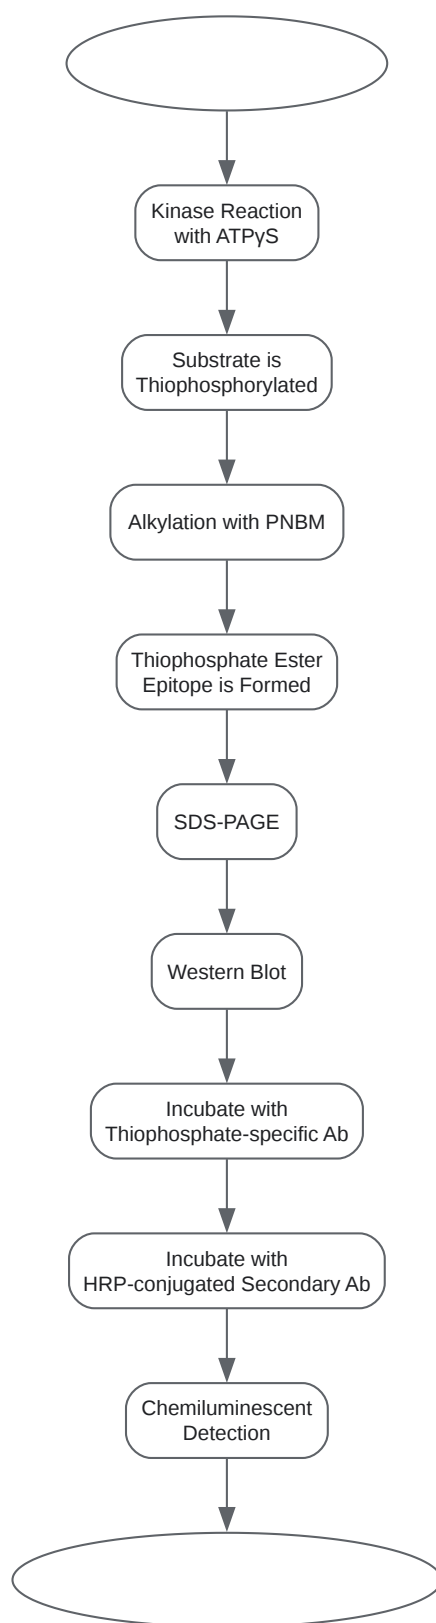 Kinase Reaction
with ATPγS
Substrate is
Thiophosphorylated
Alkylation with PNBM
Thiophosphate Ester
Epitope is Formed
SDS-PAGE
Western Blot
Incubate with
Thiophosphate-specific Ab
Incubate with
HRP-conjugated Secondary Ab
Chemiluminescent
Detection